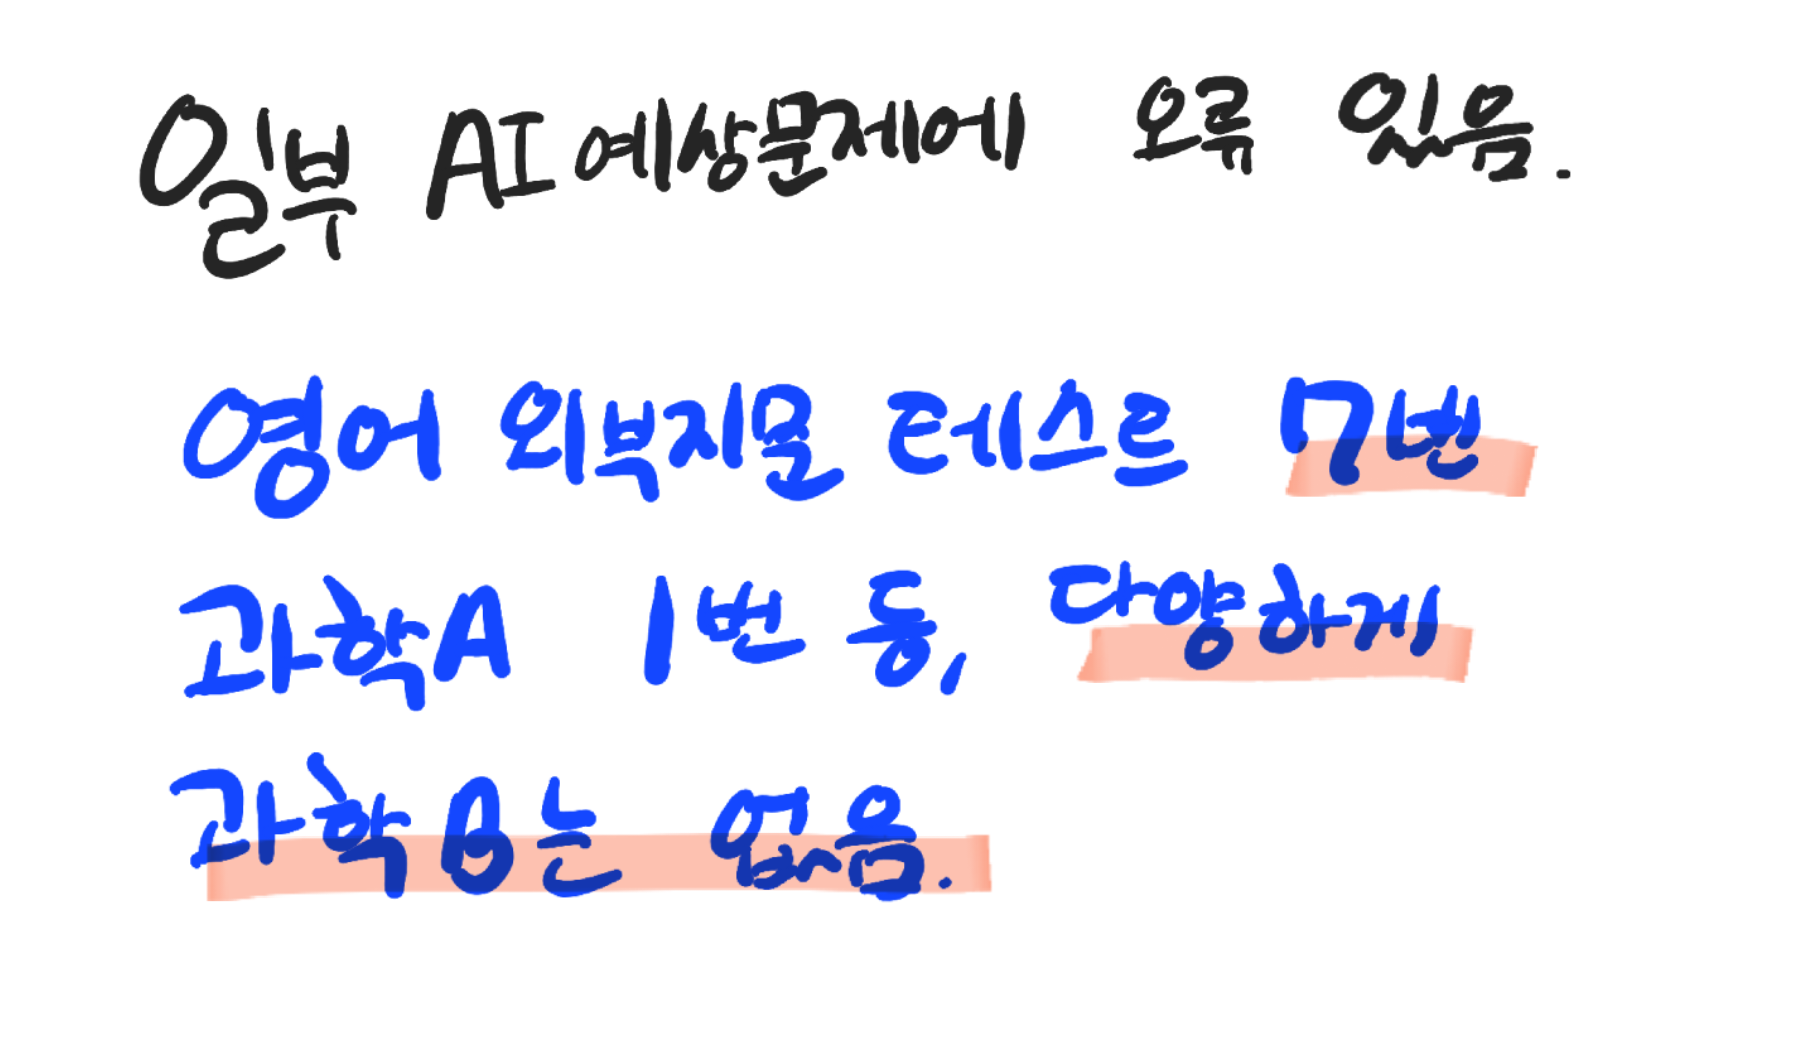 일부 AI 예상문제에 오류 있음.
영어 외부지문 테스트 7번
과학A 1번 등, 다양하게
과학B는 없음.